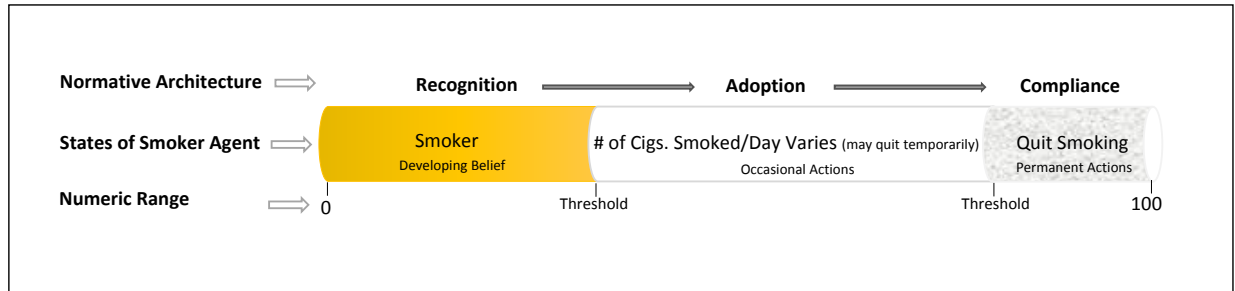 Normative Architecture Recognition Adoption Compliance
States of Smoker Agent Smoker # of Cigs. Smoked/Day Varies (may quit temporarily) Quit Smoking
Developing Belief Occasional Actions Permanent Actions
Numeric Range 0 Threshold Threshold 100